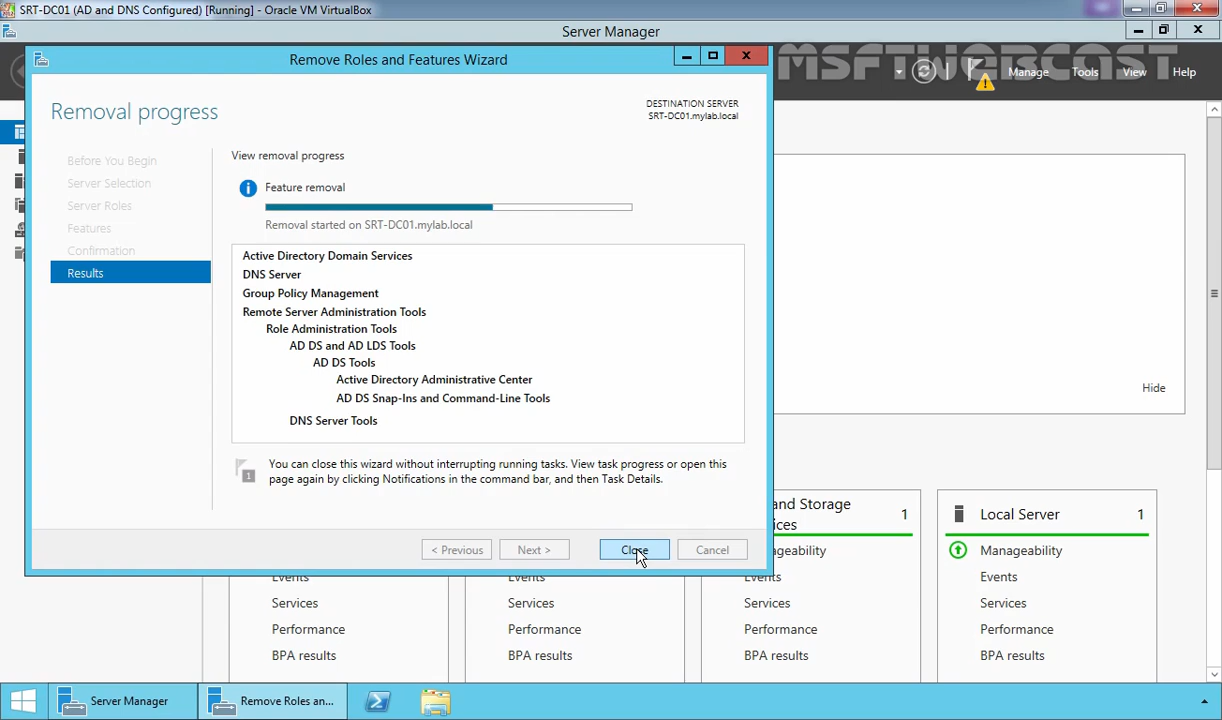 SRT-DC01 (AD and DNS Configured) [Running] - Oracle VM VirtualBox
Server Manager
Remove Roles and Features Wizard
MSFTWEBCAST
Manage
Tools
View
Help
Removal progress
DESTINATION SERVER
SRT-DC01.mylab.local
Before You Begin
Server Selection
Server Roles
Features
Confirmation
Results
View removal progress
Feature removal
Removal started on SRT-DC01.mylab.local
Active Directory Domain Services
DNS Server
Group Policy Management
Remote Server Administration Tools
Role Administration Tools
AD DS and AD LDS Tools
AD DS Tools
Active Directory Administrative Center
AD DS Snap-Ins and Command-Line Tools
DNS Server Tools
1
You can close this wizard without interrupting running tasks. View task progress or open this
page again by clicking Notifications in the command bar, and then Task Details.
< Previous
Next >
Close
Cancel
Hide
and Storage
ices
1
Local Server
1
ageability
Manageability
Events
Events
Events
Events
Services
Services
Services
Services
Performance
Performance
Performance
Performance
BPA results
BPA results
BPA results
BPA results
Server Manager
Remove Roles an...